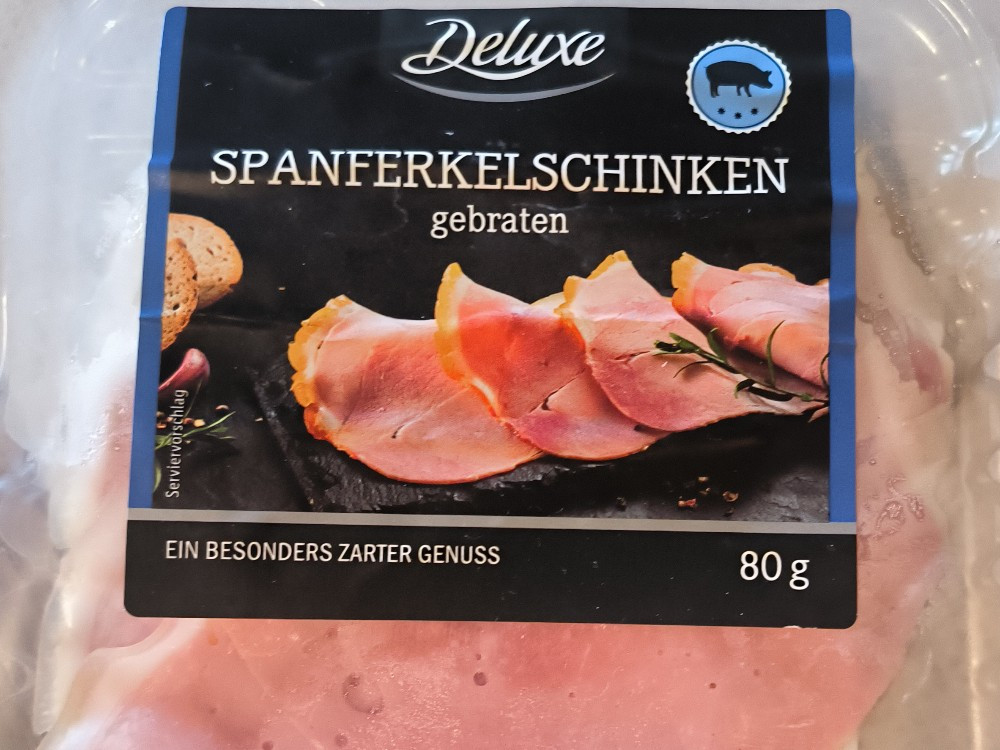 Deluxe
SPANFERKELSCHINKEN
gebraten
Serviervorschlag
EIN BESONDERS ZARTER GENUSS
80 g